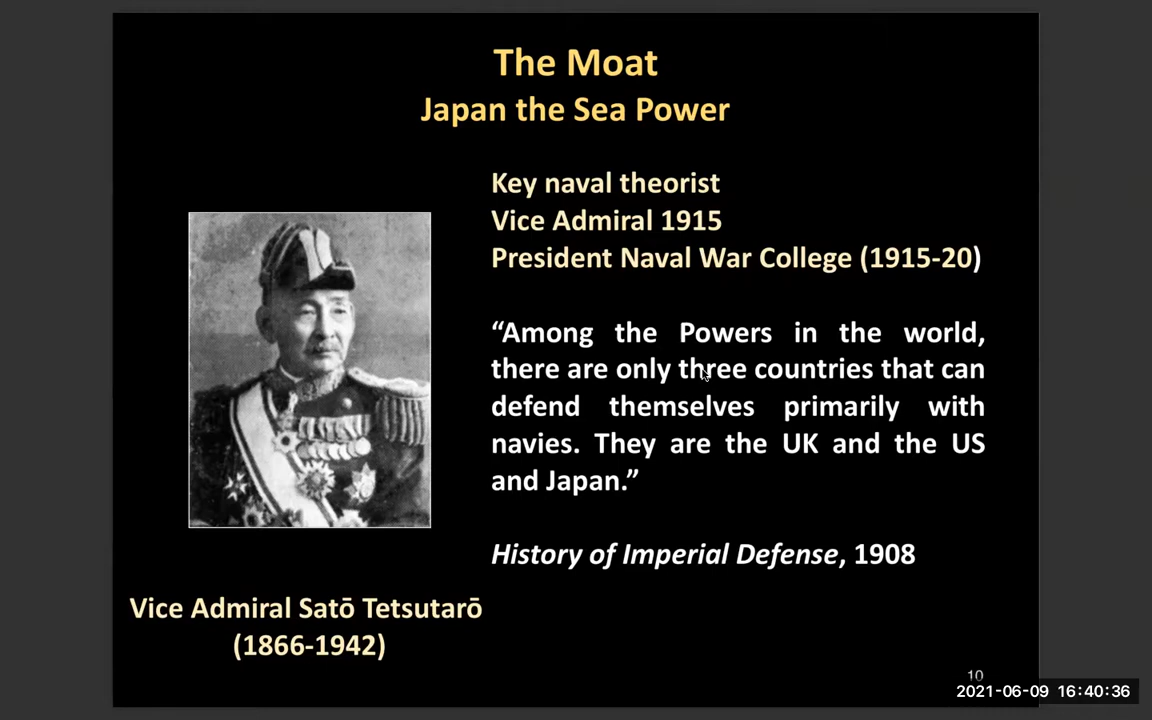 The Moat
Japan the Sea Power
Key naval theorist
Vice Admiral 1915
President Naval War College (1915-20)
“Among the Powers in the world,
there are only three countries that can
defend themselves primarily with
navies. They are the UK and the US
and Japan.”
History of Imperial Defense, 1908
Vice Admiral Satō Tetsutarō
(1866-1942)
10
2021-06-09 16:40:36